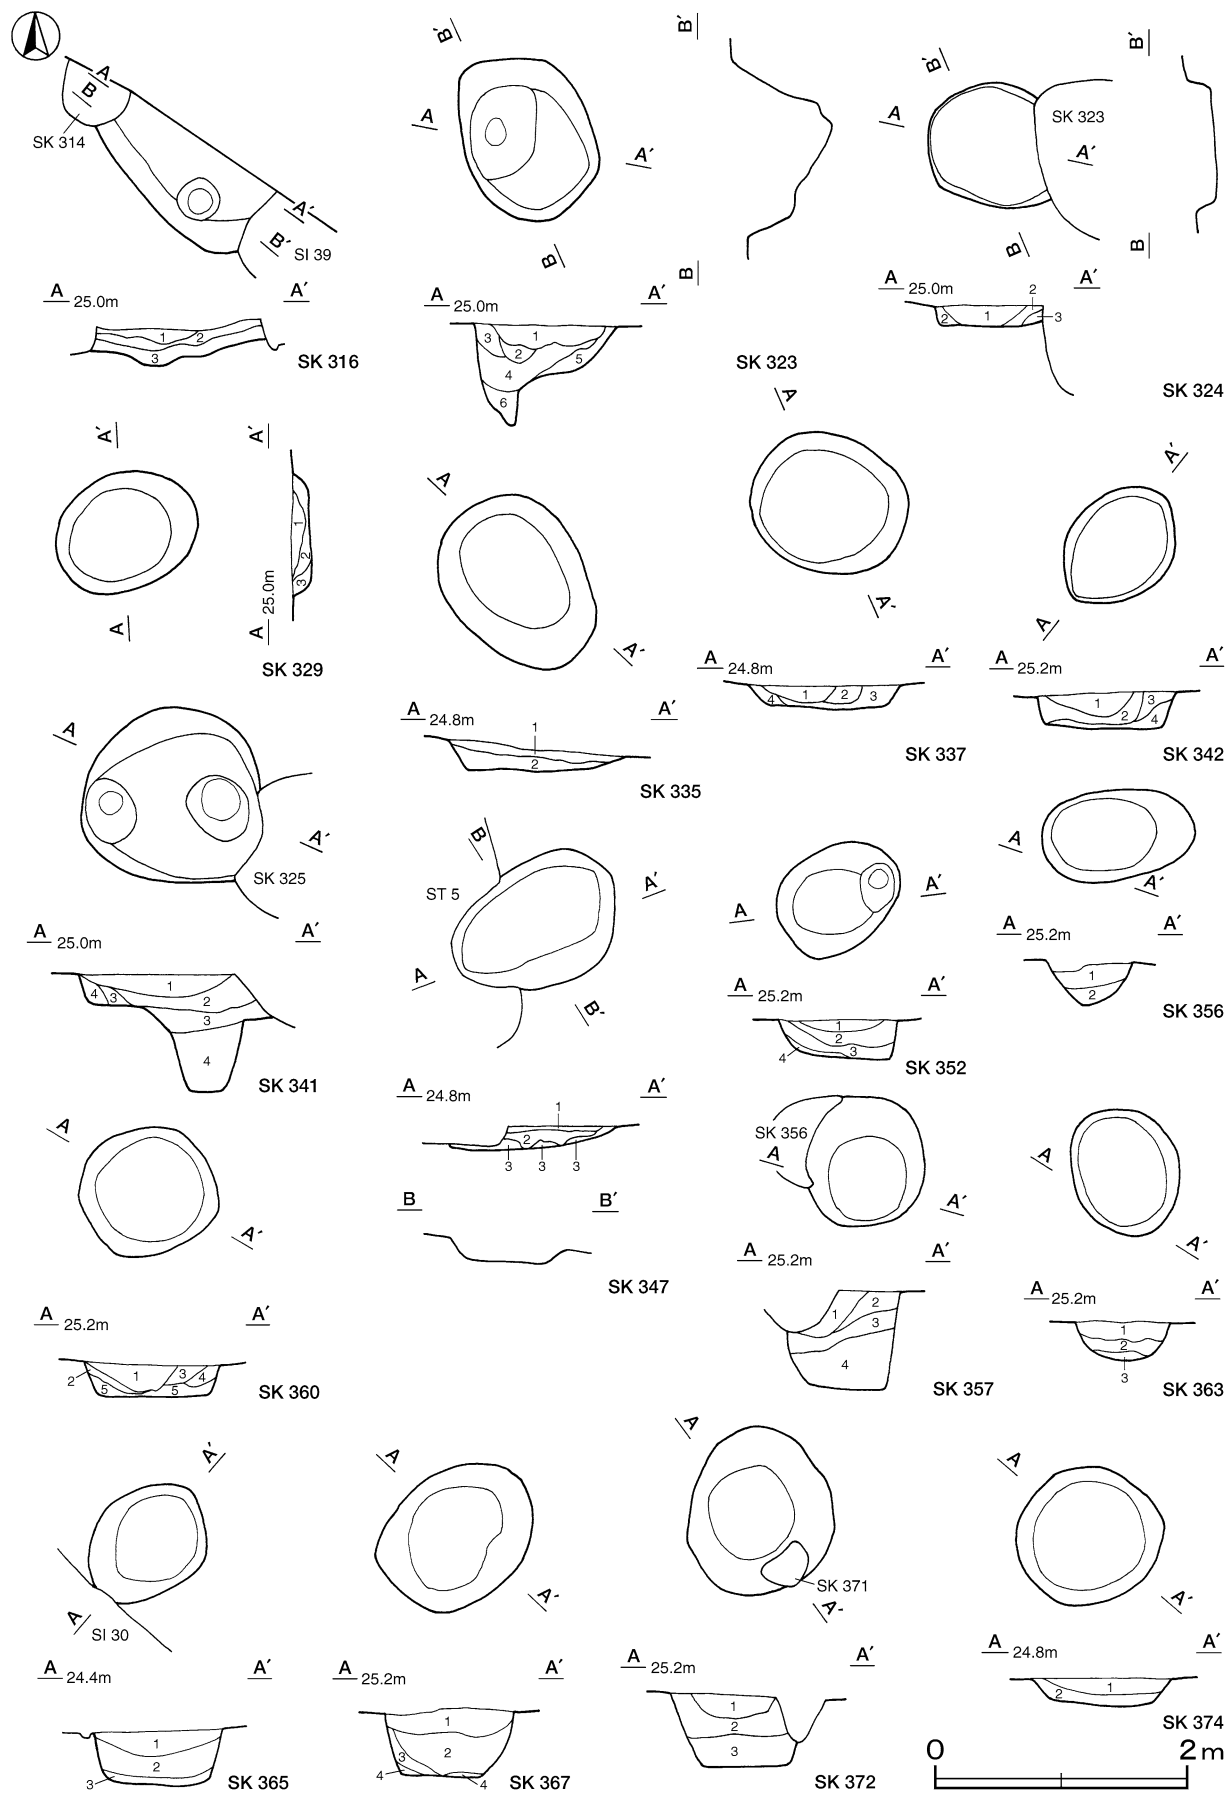 A
B
SK 314
A′
B′
SI 39
A 25.0m A′
1 2
3
SK 316
B′
A
A′
B
B′
B
A 25.0m A′
1
3
2
5
4
6
SK 323
B′
A
SK 323
A′
B
B′
B
A 25.0m A′
2
2
1
3
SK 324
A′
A
A′
1
2
3
A 25.0m
SK 329
A
A′
A 24.8m A′
1
2
SK 335
A
A′
A 24.8m A′
4 1 2 3
SK 337
A′
A
A 25.2m A′
1 3
2 4
SK 342
A
A′
SK 325
A 25.0m A′
1
4 3
2
3
4
SK 341
B
ST 5
A′
A
B′
A 24.8m A′
1
2
3 3 3
B B′
SK 347
A
A′
A 25.2m A′
1
2
4 3
SK 352
A
A′
A 25.2m A′
1
2
SK 356
A
A′
A 25.2m A′
1 3
2 4
5 5
SK 360
SK 356
A
A′
A 25.2m A′
1 2
3
4
SK 357
A
A′
A 25.2m A′
1
2
3
SK 363
A′
A
SI 30
A 24.4m A′
1
2
3
SK 365
A
A′
A 25.2m A′
1
3 2
4 4
SK 367
A
SK 371
A′
A 25.2m A′
1
2
3
SK 372
A
A′
A 24.8m A′
2 1
SK 374
0 2 m